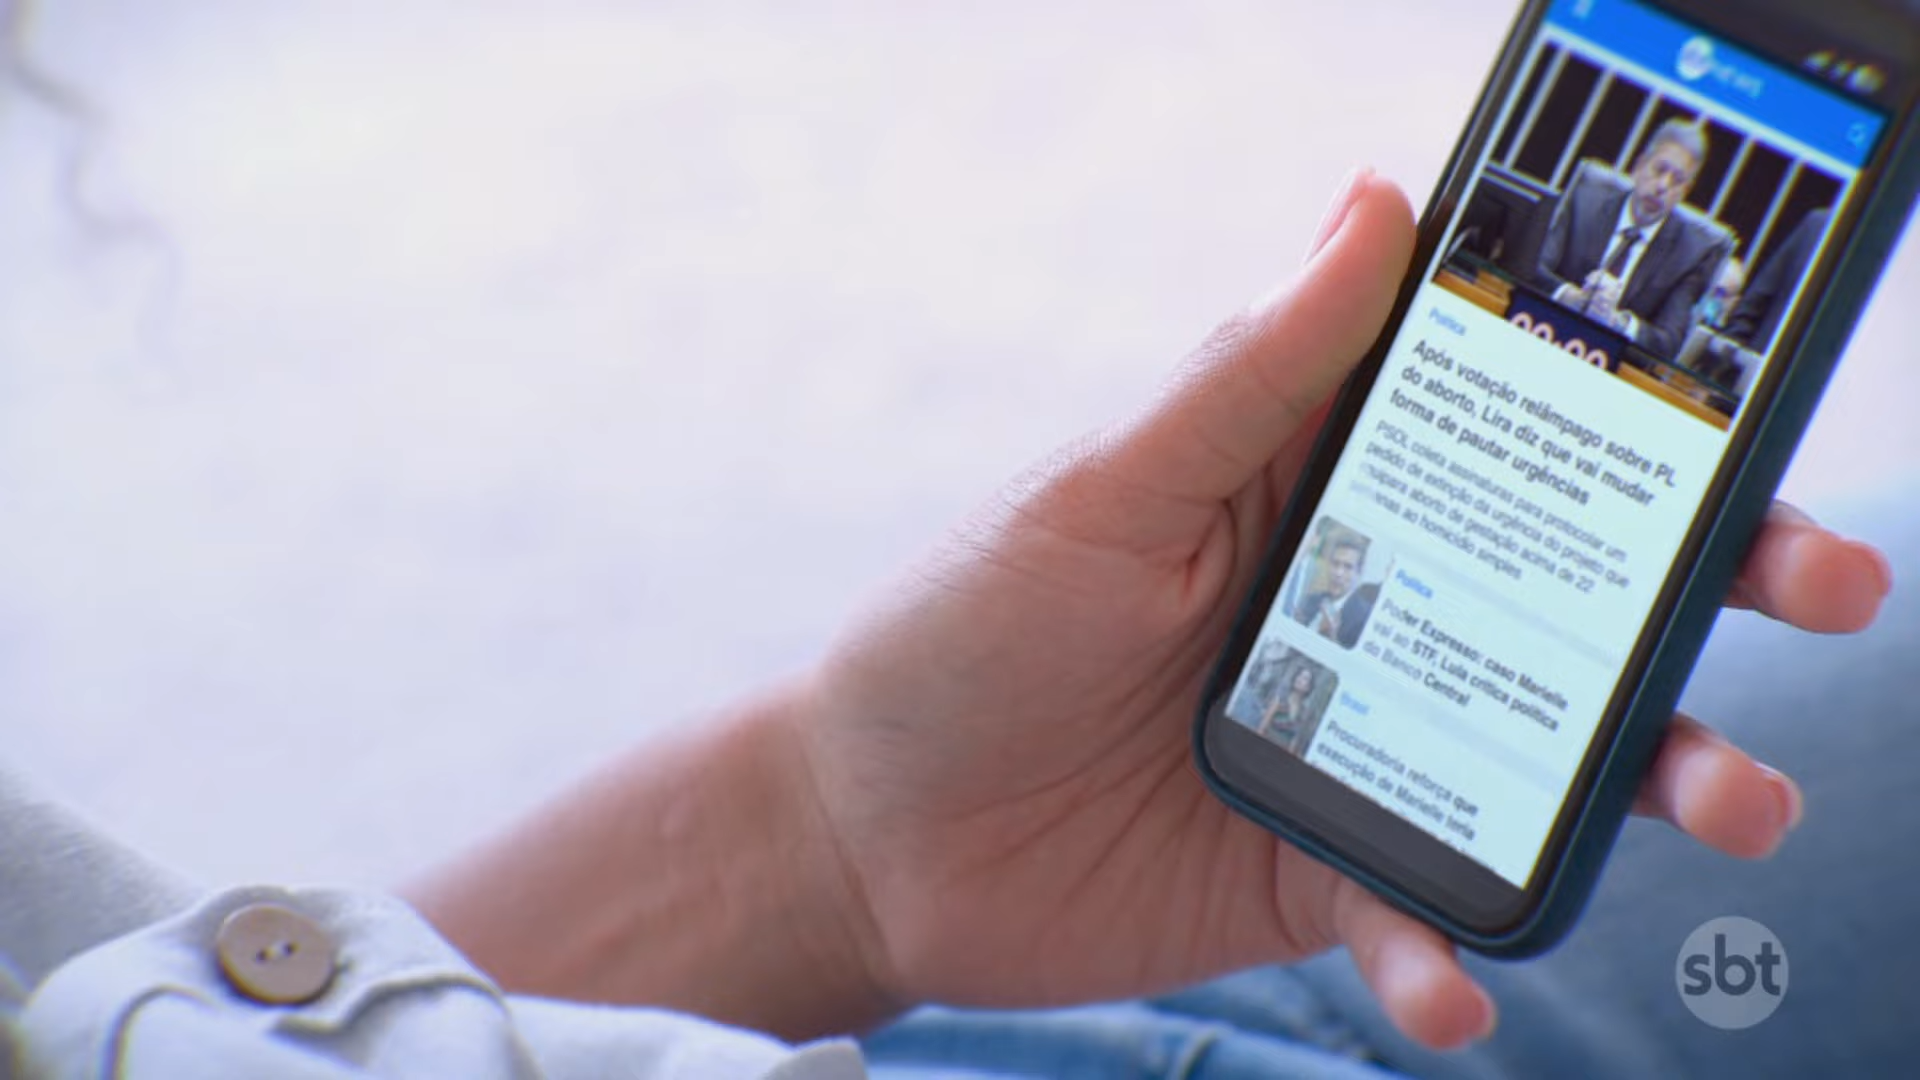 NEWS
00:00
Política
Após votação relâmpago sobre PL
do aborto, Lira diz que vai mudar
forma de pautar urgências
PSOL coleta assinaturas para protocolar um
pedido de extinção da urgência do projeto que
aborto de gestação acima de 22
ao homicídio simples
Política
Poder Expresso: caso Marielle
vai ao STF, Lula critica política
do Banco Central
Brasil
Procuradoria reforça que
execução de Marielle teria
sbt